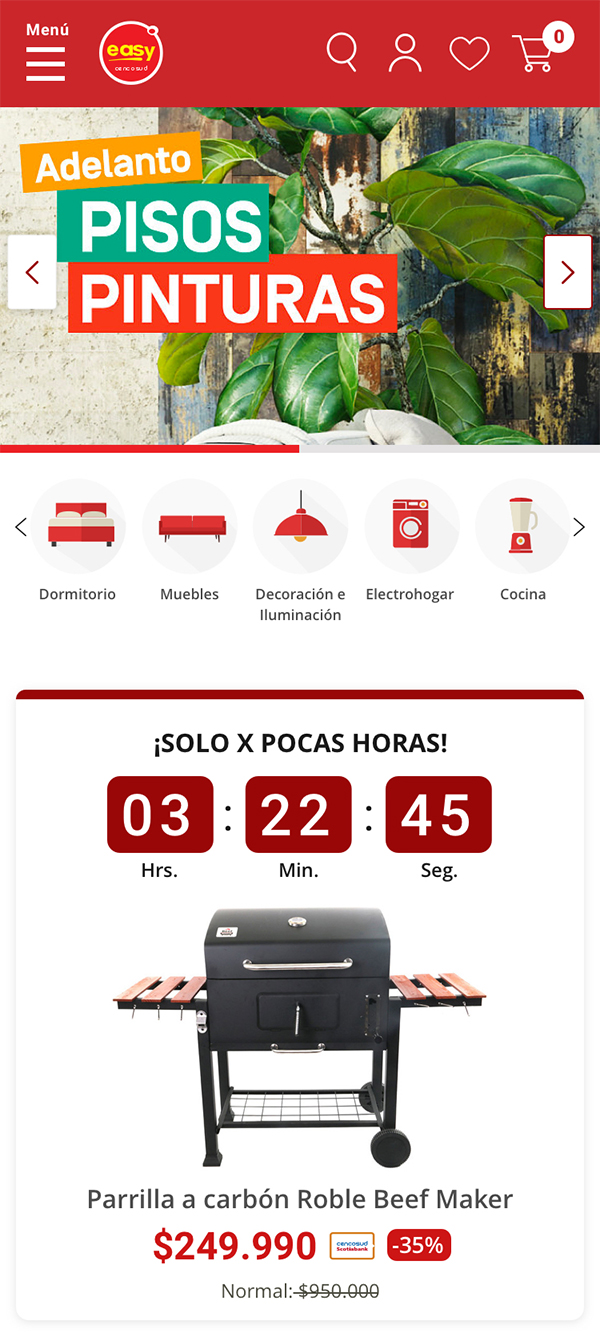 Menú
easy
cencosud
0
Adelanto
PISOS
PINTURAS
Dormitorio
Muebles
Decoración e
Iluminación
Electrohogar
Cocina
¡SOLO X POCAS HORAS!
03 : 22 : 45
Hrs. Min. Seg.
Parrilla a carbón Roble Beef Maker
$249.990 cencosud Scotiabank -35%
Normal: $950.000